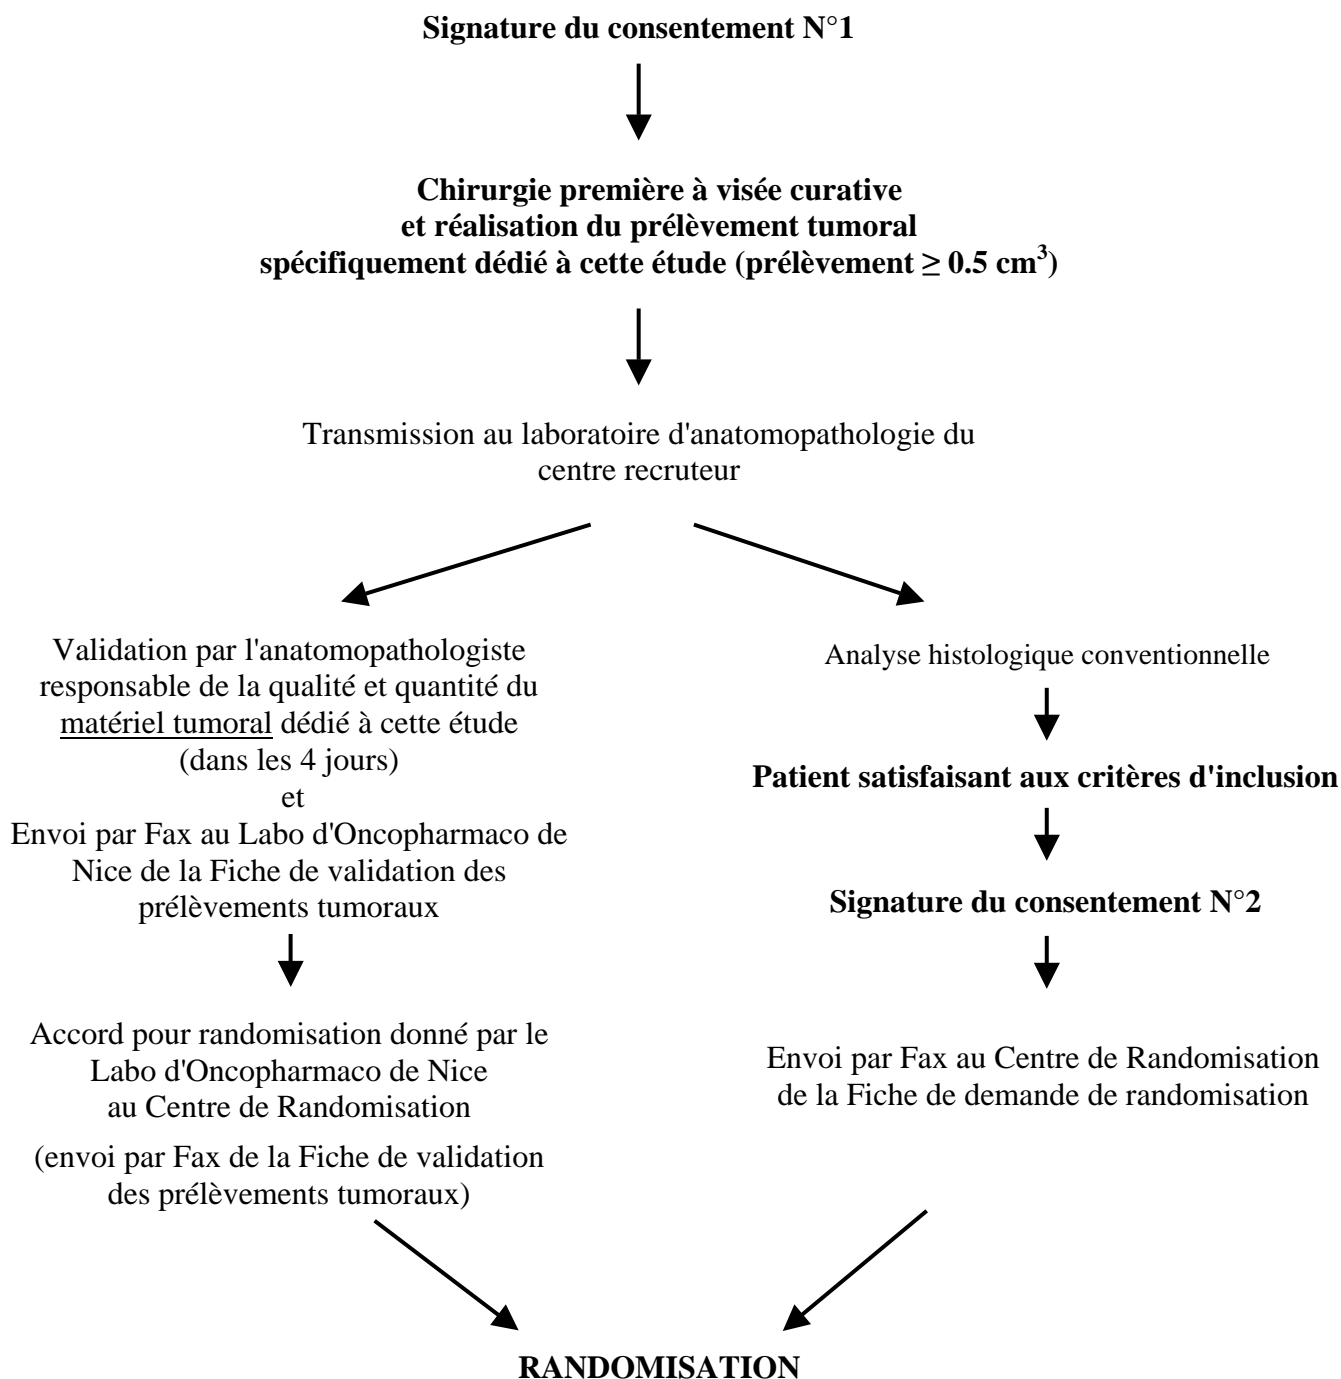 Signature du consentement N°1
Chirurgie première à visée curative
et réalisation du prélèvement tumoral
spécifiquement dédié à cette étude (prélèvement ≥ 0.5 cm³)
Transmission au laboratoire d'anatomopathologie du
centre recruteur
Validation par l'anatomopathologiste
responsable de la qualité et quantité du
matériel tumoral dédié à cette étude
(dans les 4 jours)
et
Envoi par Fax au Labo d'Oncopharmaco de
Nice de la Fiche de validation des
prélèvements tumoraux
Accord pour randomisation donné par le
Labo d'Oncopharmaco de Nice
au Centre de Randomisation
(envoi par Fax de la Fiche de validation
des prélèvements tumoraux)
Analyse histologique conventionnelle
Patient satisfaisant aux critères d'inclusion
Signature du consentement N°2
Envoi par Fax au Centre de Randomisation
de la Fiche de demande de randomisation
RANDOMISATION